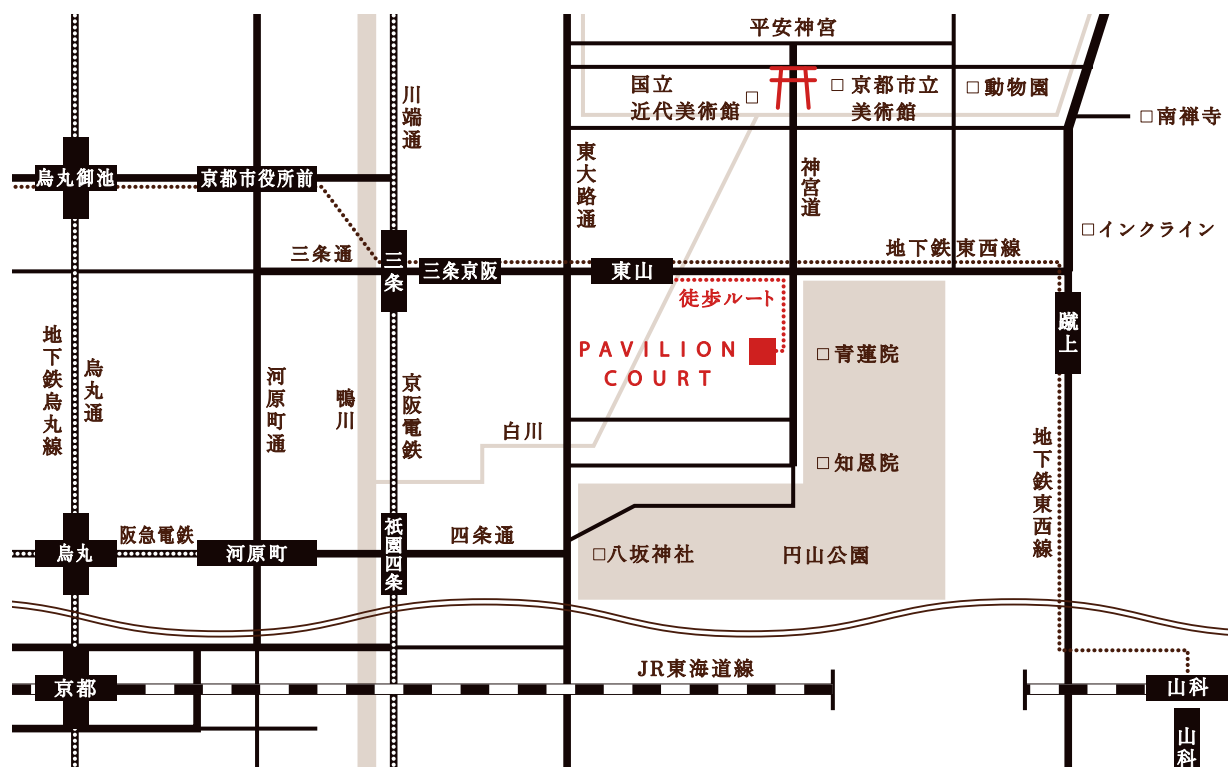 平安神宮
国立
近代美術館
□京都市立
美術館
□動物園
□南禅寺
川端通
東大路通
神宮道
烏丸御池
京都市役所前
□インクライン
三条通
三条
三条京阪
東山
地下鉄東西線
徒歩ルート
蹴上
PAVILION
COURT
□青蓮院
地下鉄烏丸線
烏丸通
河原町通
鴨川
京阪電鉄
白川
□知恩院
地下鉄東西線
烏丸
阪急電鉄
河原町
祇園四条
四条通
□八坂神社
円山公園
京都
JR東海道線
山科
山科